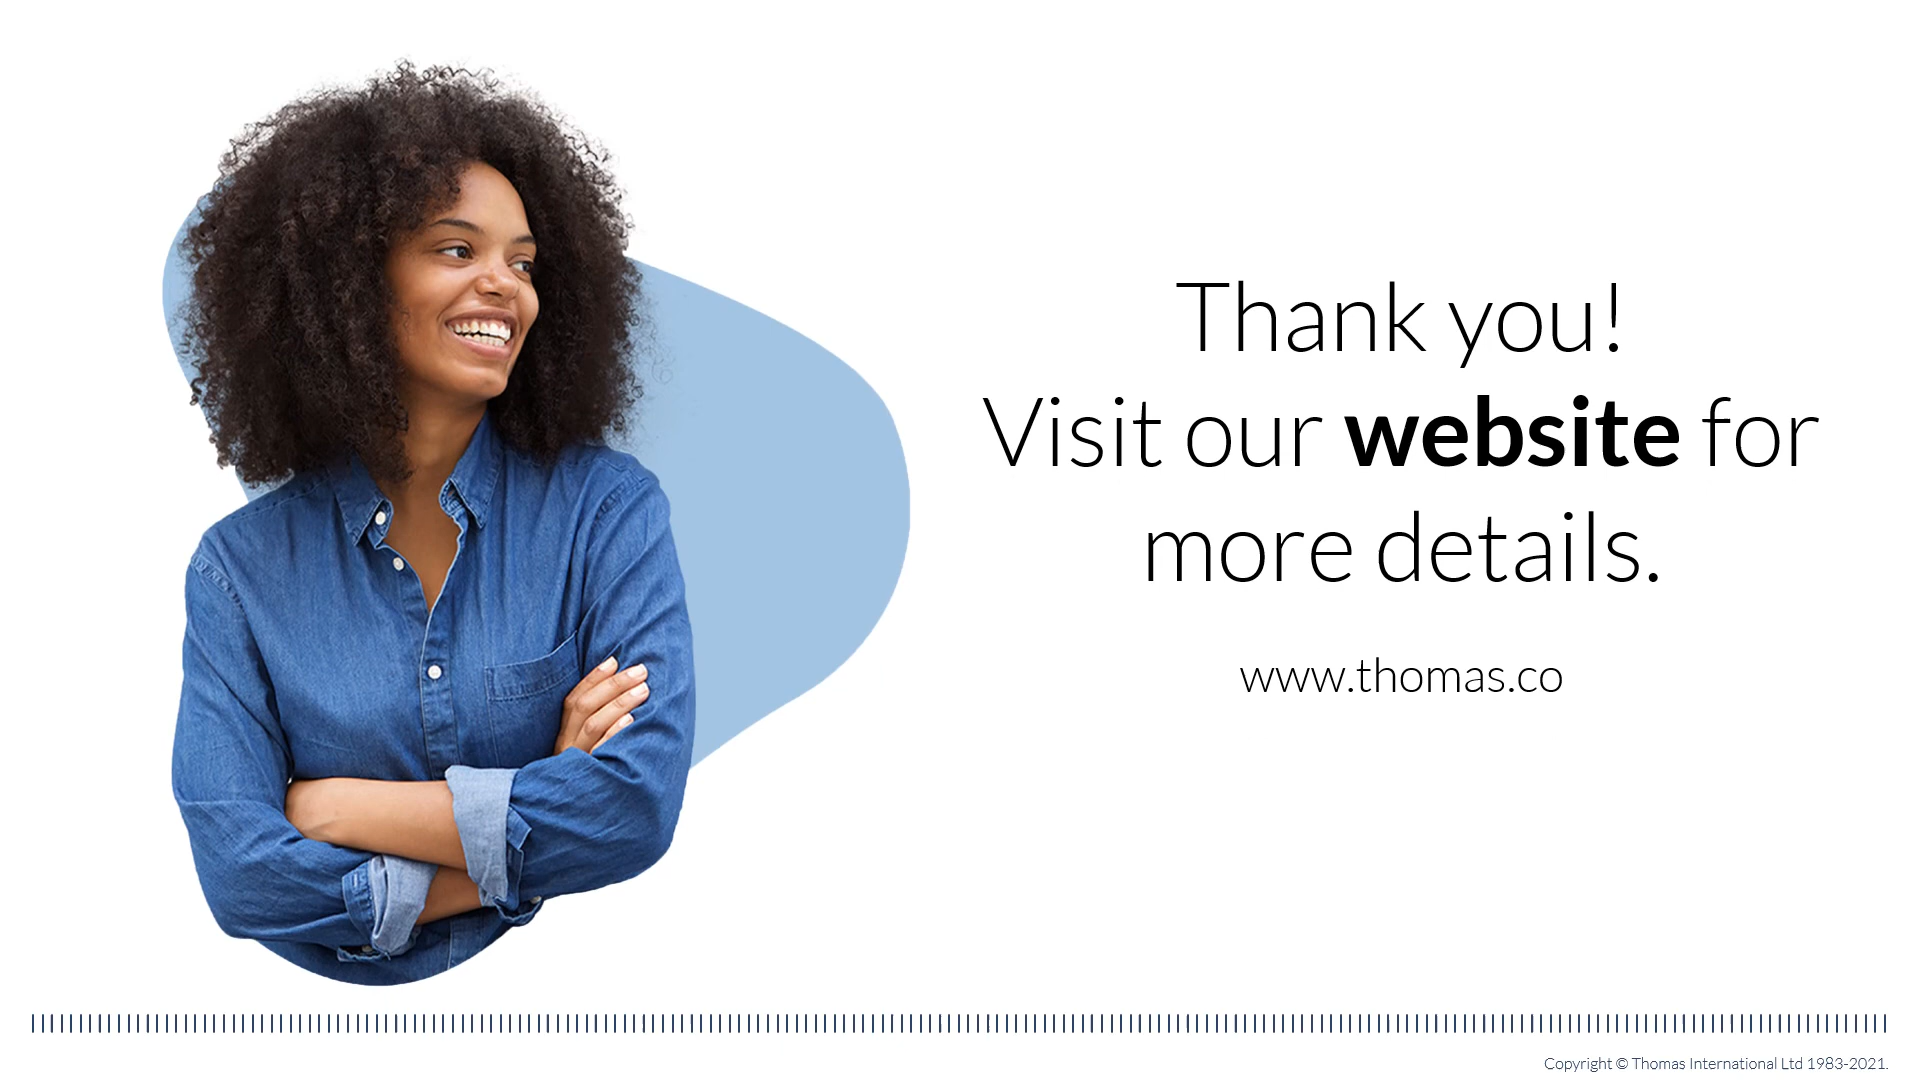 Thank you!
Visit our website for
more details.
www.thomas.co
Copyright © Thomas International Ltd 1983-2021.